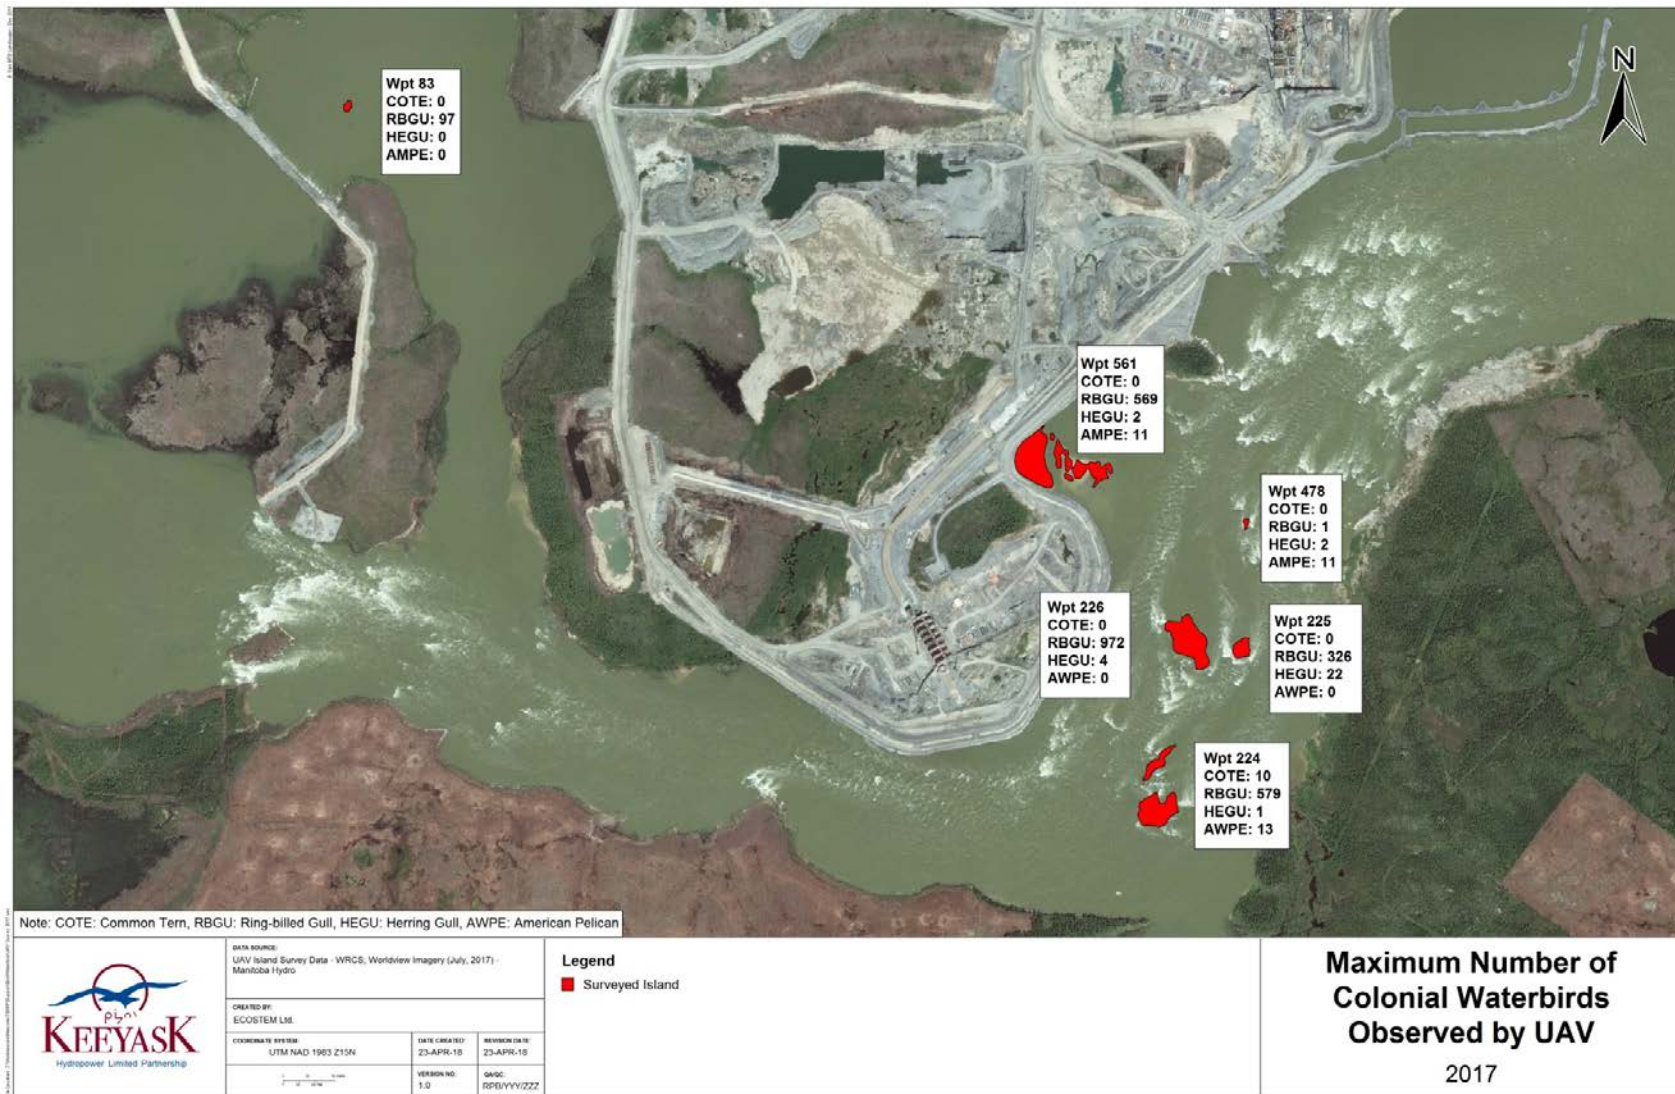 N
Wpt 83
COTE: 0
RBGU: 97
HEGU: 0
AMPE: 0
Wpt 561
COTE: 0
RBGU: 569
HEGU: 2
AMPE: 11
Wpt 478
COTE: 0
RBGU: 1
HEGU: 2
AMPE: 11
Wpt 226
COTE: 0
RBGU: 972
HEGU: 4
AWPE: 0
Wpt 225
COTE: 0
RBGU: 326
HEGU: 22
AWPE: 0
Wpt 224
COTE: 10
RBGU: 579
HEGU: 1
AWPE: 13
Note: COTE: Common Tern, RBGU: Ring-billed Gull, HEGU: Herring Gull, AWPE: American Pelican
KEEYASK
Hydropower Limited Partnership
DATA SOURCE:
UAV Island Survey Data - WRCS; Worldview Imagery (July, 2017) -
Manitoba Hydro
CREATED BY:
ECOSTEM Ltd.
COORDINATE SYSTEM:
UTM NAD 1983 Z15N
DATE CREATED:
23-APR-18
REVISION DATE:
23-APR-18
VERSION NO:
1.0
QA/QC:
RPB/YYY/ZZZ
Legend
Surveyed Island
Maximum Number of
Colonial Waterbirds
Observed by UAV
2017